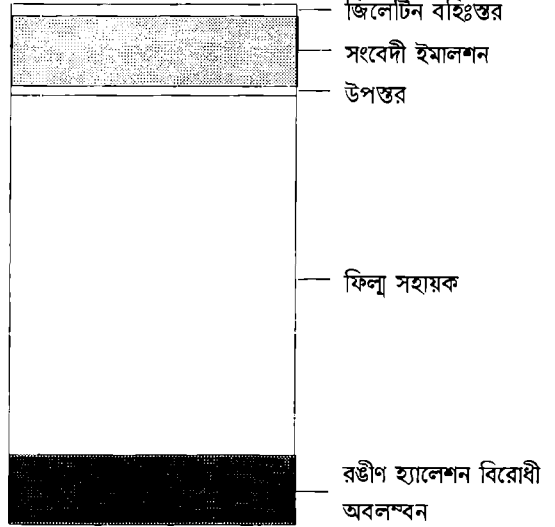 জিলেটিন বহিঃস্তর
সংবেদী ইমালশন
উপস্তর
ফিল্ম সহায়ক
রঙীণ হ্যালেশন বিরোধী
অবলম্বন